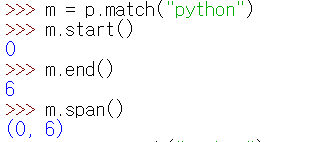 >>> m = p.match("python")
>>> m.start()
0
>>> m.end()
6
>>> m.span()
(0, 6)